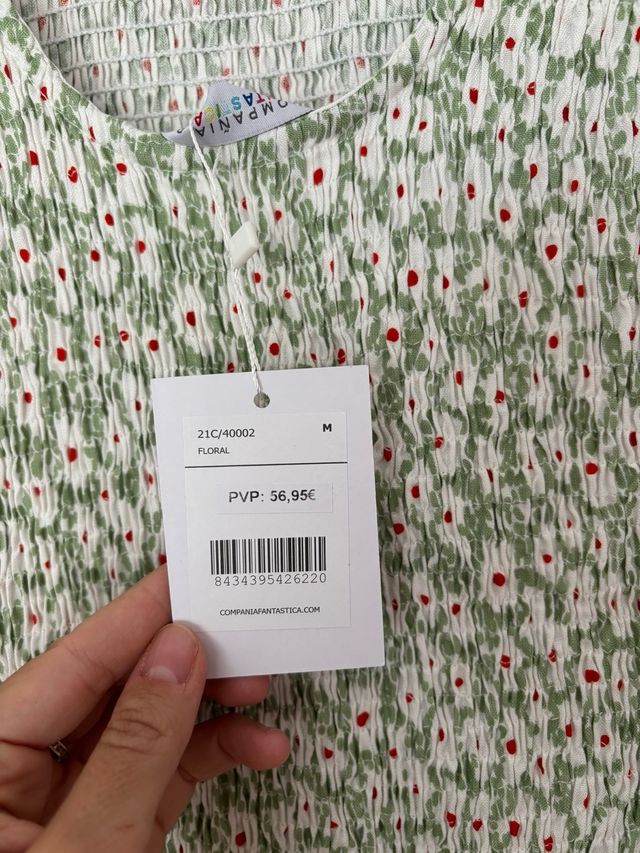 COMPAÑIA
FANTASTICA
21C/40002 M
FLORAL
PVP: 56,95€
8434395426220
COMPANIAFANTASTICA.COM